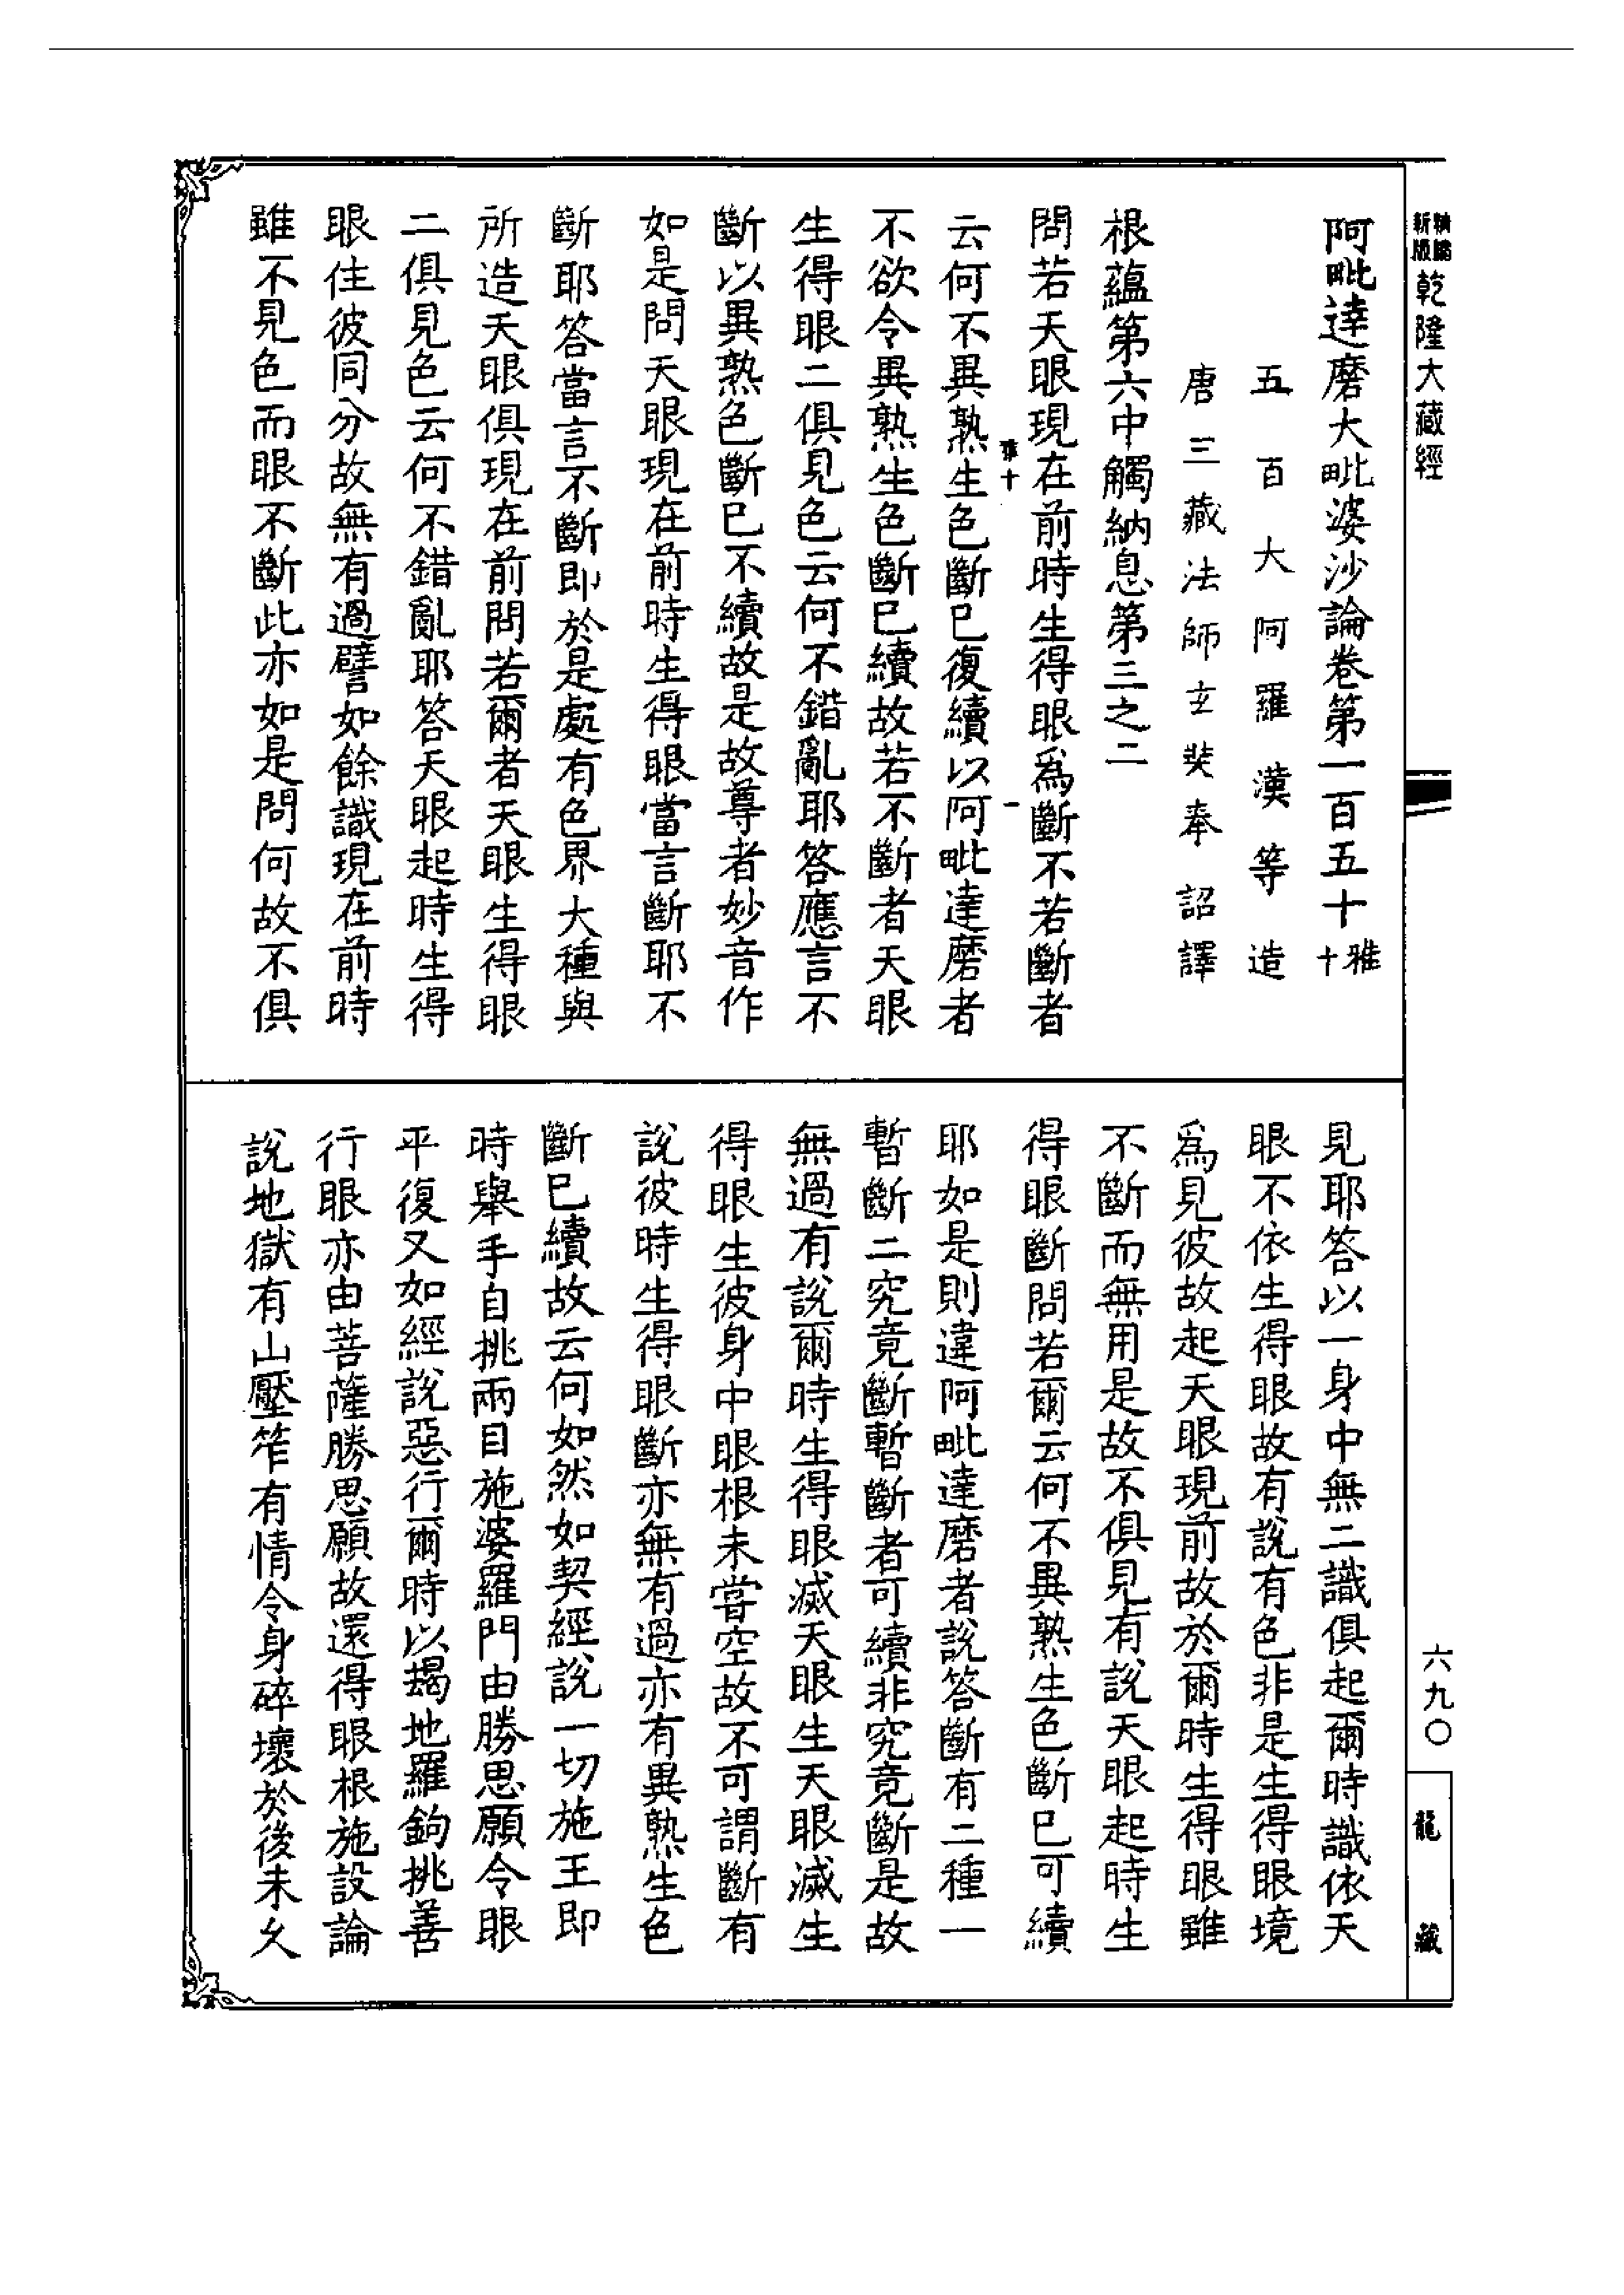 新版
乾隆大藏經
阿毗達磨大毗婆沙論卷第一百五十 雅十
五百大阿羅漢等造
唐三藏法師玄奘奉詔譯
根蘊第六中觸納息第三之二
問若天眼現在前時生得眼為斷不若斷者
雅十 一
云何不異熟生色斷已復續以阿毗達磨者
不欲令異熟生色斷已續故若不斷者天眼
生得眼二俱見色云何不錯亂耶答應言不
斷以異熟色斷已不續故是故尊者妙音作
如是問天眼現在前時生得眼當言斷耶不
斷耶答當言不斷即於是處有色界大種與
所造天眼俱現在前問若爾者天眼生得眼
二俱見色云何不錯亂耶答天眼起時生得
眼住彼同分故無有過譬如餘識現在前時
雖不見色而眼不斷此亦如是問何故不俱
見耶答以一身中無二識俱起爾時識依天
眼不依生得眼故有說有色非是生得眼境
為見彼故起天眼現前故於爾時生得眼雖
不斷而無用是故不俱見有說天眼起時生
得眼斷問若爾云何不異熟生色斷已可續
耶如是則違阿毗達磨者說答斷有二種一
暫斷二究竟斷暫斷者可續非究竟斷是故
無過有說爾時生得眼滅天眼生天眼滅生
得眼生彼身中眼根未甞空故不可謂斷有
說彼時生得眼斷亦無有過亦有異熟生色
斷已續故云何如然如契經說一切施王即
時舉手自挑兩目施婆羅門由勝思願令眼
平復又如經說惡行爾時以朅地羅鉤挑善
行眼亦由菩薩勝思願故還得眼根施設論
說地獄有山壓笮有情令身碎壞於後未久
六九〇
龍藏